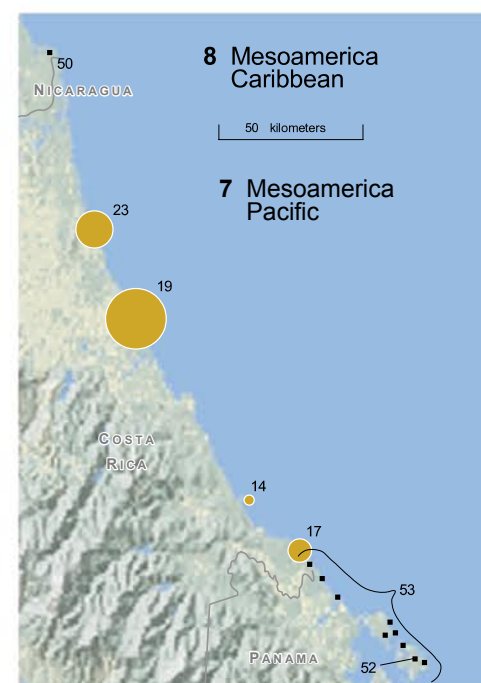 8 Mesoamerica
Caribbean
50
NICARAGUA
50 kilometers
7 Mesoamerica
Pacific
23
19
COSTA
RICA
14
17
53
PANAMA
52